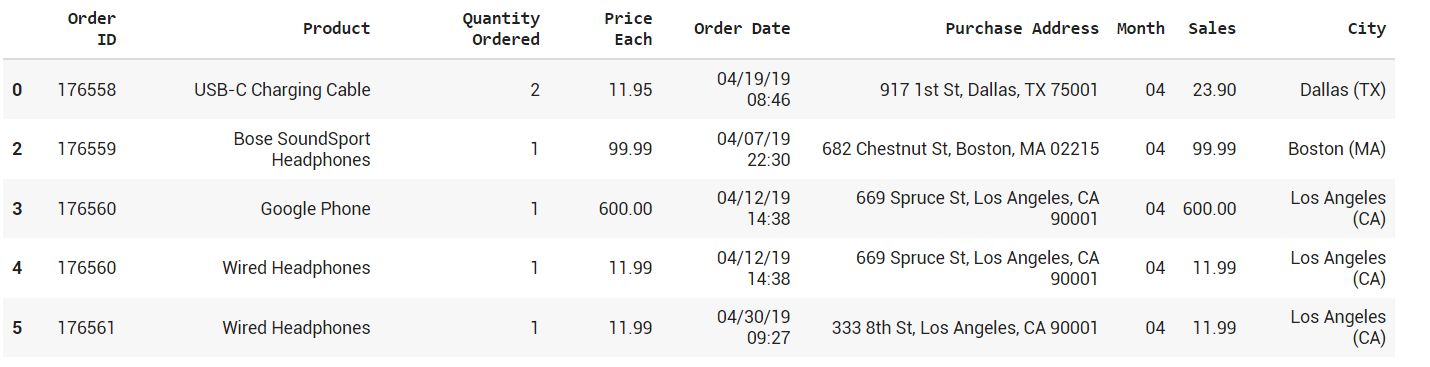 Order ID Product Quantity Ordered Price Each Order Date Purchase Address Month Sales City
0 176558 USB-C Charging Cable 2 11.95 04/19/19 08:46 917 1st St, Dallas, TX 75001 04 23.90 Dallas (TX)
2 176559 Bose SoundSport Headphones 1 99.99 04/07/19 22:30 682 Chestnut St, Boston, MA 02215 04 99.99 Boston (MA)
3 176560 Google Phone 1 600.00 04/12/19 14:38 669 Spruce St, Los Angeles, CA 90001 04 600.00 Los Angeles (CA)
4 176560 Wired Headphones 1 11.99 04/12/19 14:38 669 Spruce St, Los Angeles, CA 90001 04 11.99 Los Angeles (CA)
5 176561 Wired Headphones 1 11.99 04/30/19 09:27 333 8th St, Los Angeles, CA 90001 04 11.99 Los Angeles (CA)